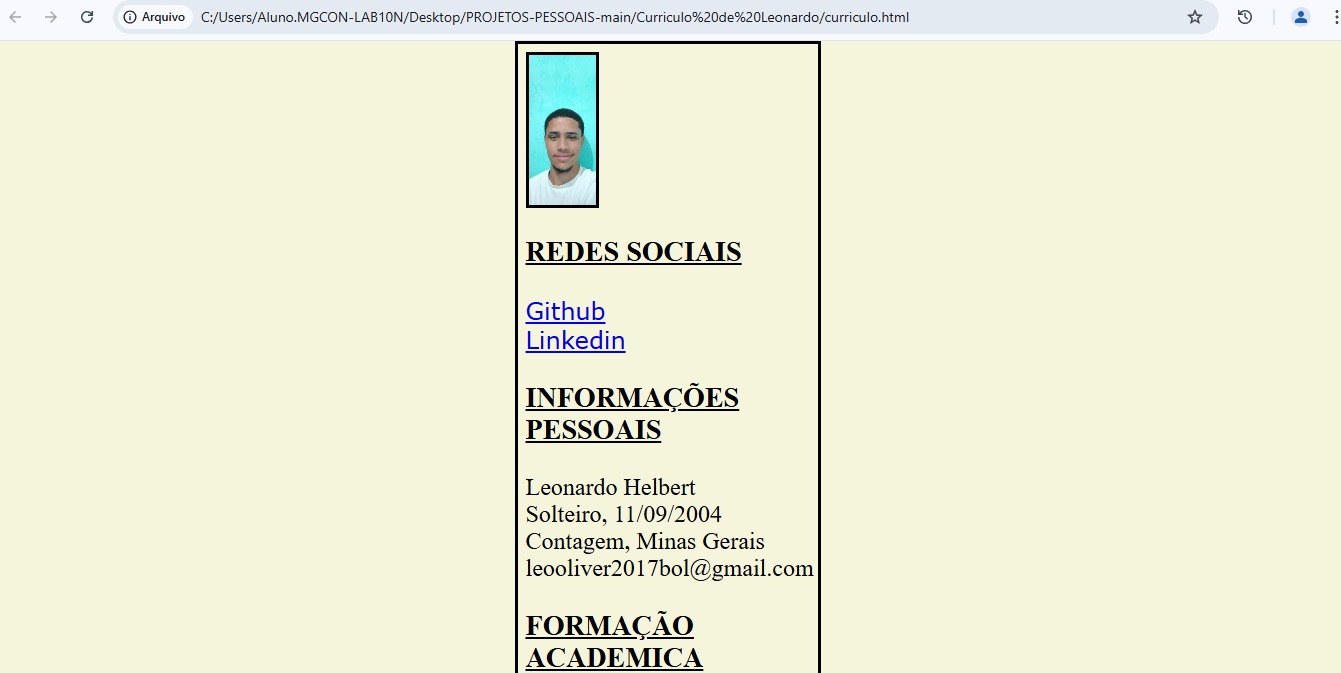 Arquivo C:/Users/Aluno.MGCON-LAB10N/Desktop/PROJETOS-PESSOAIS-main/Curriculo%20de%20Leonardo/curriculo.html
REDES SOCIAIS
Github
Linkedin
INFORMAÇÕES
PESSOAIS
Leonardo Helbert
Solteiro, 11/09/2004
Contagem, Minas Gerais
leooliver2017bol@gmail.com
FORMAÇÃO
ACADEMICA